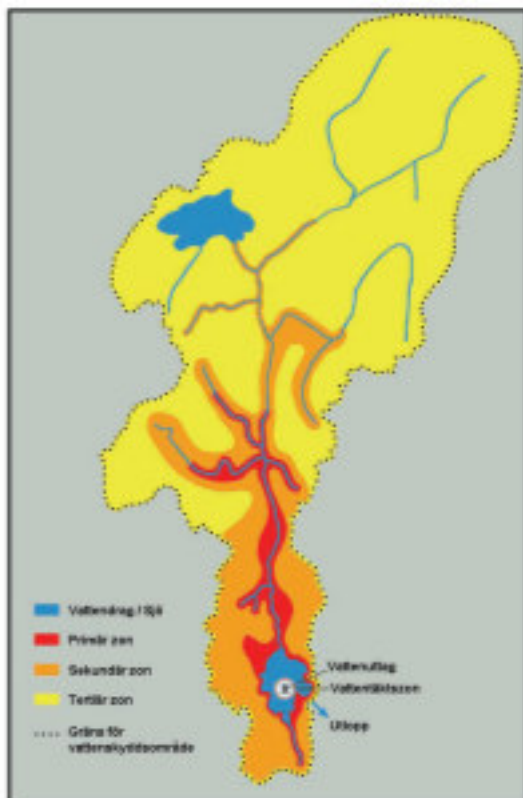 Vattendrag / Sjö
Primär zon
Sekundär zon
Tertiär zon
Gräns för
vattenskyddsområde
Vattenuttag
Vattentäktszon
Utlopp